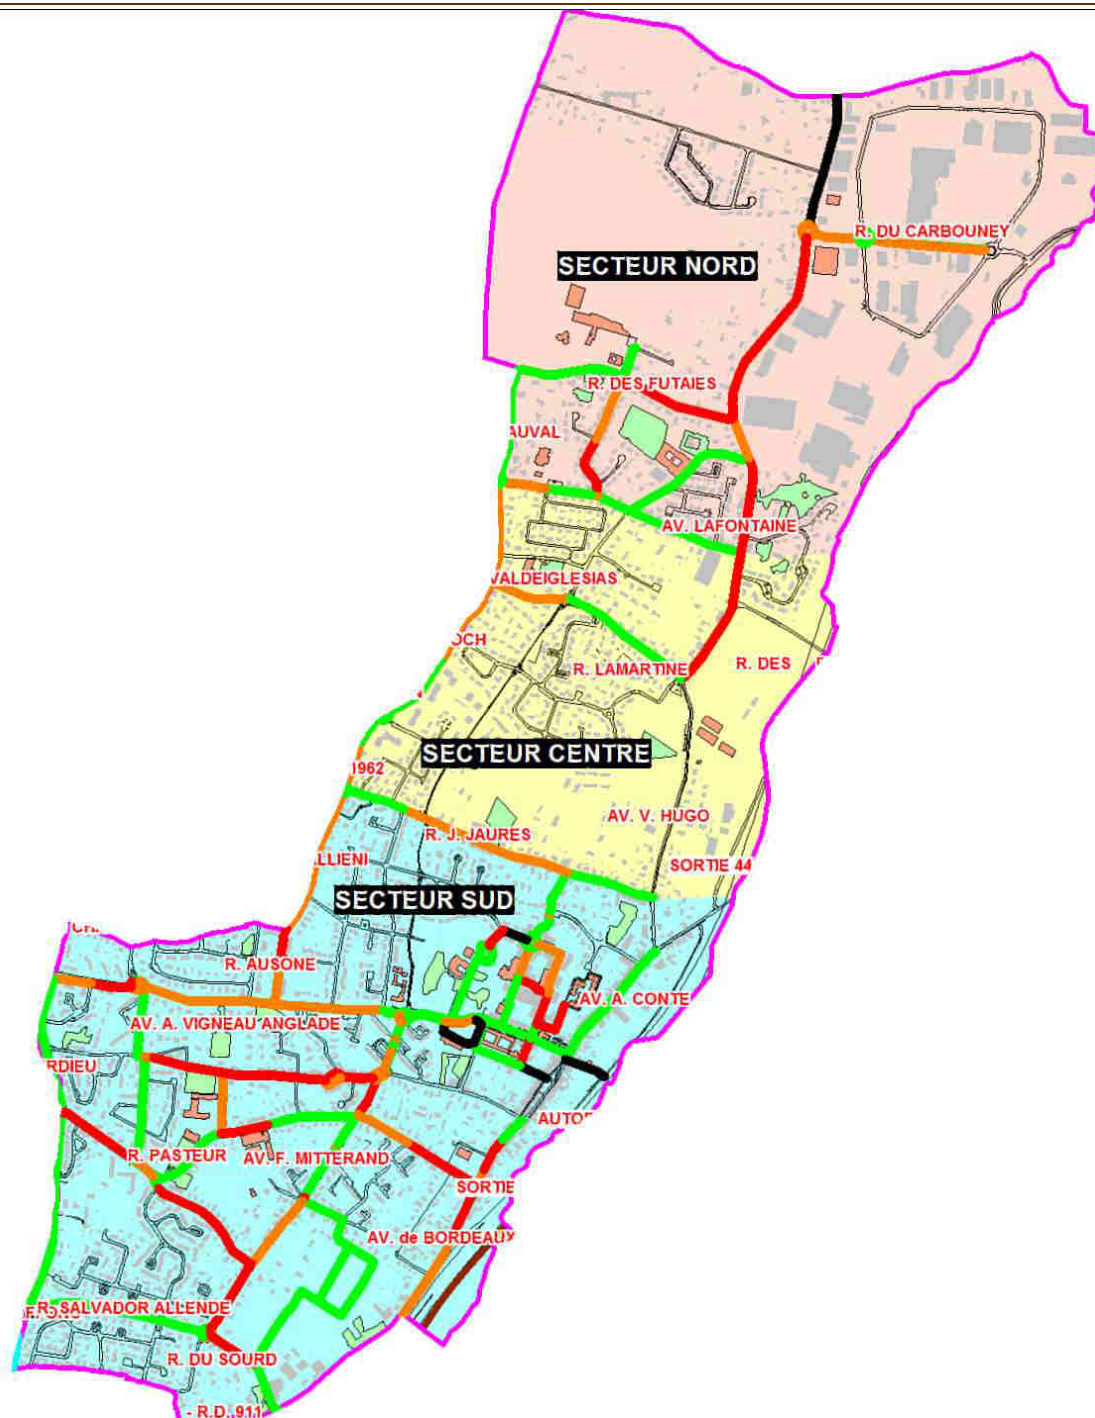 R. DU CARBOUNEY
SECTEUR NORD
R. DES FUTAIES
AUVAL
AV. LAFONTAINE
VALDEIGLESIAS
OCH
R. LAMARTINE
R. DES
SECTEUR CENTRE
1962
AV. V. HUGO
R. J. JAURES
LLIENI
SORTIE 44
SECTEUR SUD
R. AUSONE
AV. A. CONTE
AV. A. VIGNEAU ANGLADE
RDIEU
AUTOF
R. PASTEUR
AV. F. MITTERAND
SORTIE
AV. de BORDEAUX
R. SALVADOR ALLENDE
R. DU SOURD
- R.D. 911